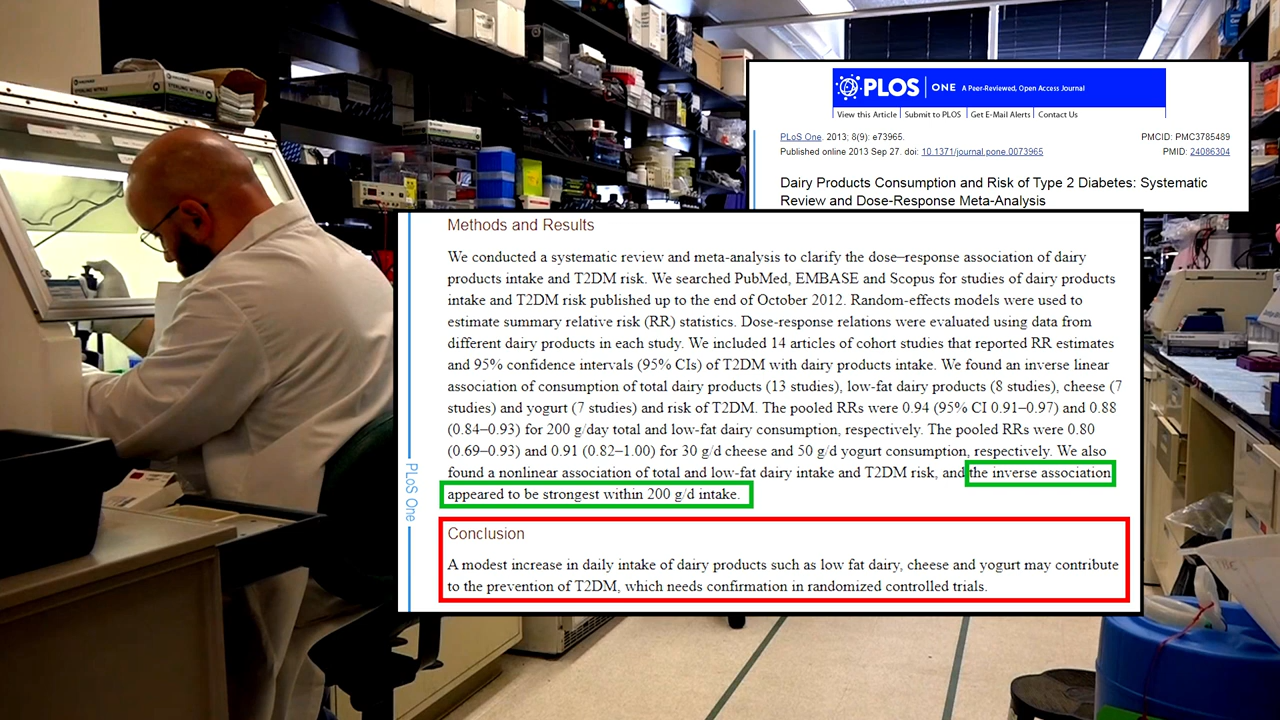 PLOS ONE A Peer-Reviewed, Open Access Journal
View this Article Submit to PLOS Get E-Mail Alerts Contact Us
PLoS One. 2013; 8(9): e73965. PMCID: PMC3785489
Published online 2013 Sep 27. doi: 10.1371/journal.pone.0073965 PMID: 24086304
Dairy Products Consumption and Risk of Type 2 Diabetes: Systematic
Review and Dose-Response Meta-Analysis
Methods and Results
We conducted a systematic review and meta-analysis to clarify the dose–response association of dairy
products intake and T2DM risk. We searched PubMed, EMBASE and Scopus for studies of dairy products
intake and T2DM risk published up to the end of October 2012. Random-effects models were used to
estimate summary relative risk (RR) statistics. Dose-response relations were evaluated using data from
different dairy products in each study. We included 14 articles of cohort studies that reported RR estimates
and 95% confidence intervals (95% CIs) of T2DM with dairy products intake. We found an inverse linear
association of consumption of total dairy products (13 studies), low-fat dairy products (8 studies), cheese (7
studies) and yogurt (7 studies) and risk of T2DM. The pooled RRs were 0.94 (95% CI 0.91–0.97) and 0.88
(0.84–0.93) for 200 g/day total and low-fat dairy consumption, respectively. The pooled RRs were 0.80
(0.69–0.93) and 0.91 (0.82–1.00) for 30 g/d cheese and 50 g/d yogurt consumption, respectively. We also
found a nonlinear association of total and low-fat dairy intake and T2DM risk, and the inverse association
appeared to be strongest within 200 g/d intake.
PLoS One
Conclusion
A modest increase in daily intake of dairy products such as low fat dairy, cheese and yogurt may contribute
to the prevention of T2DM, which needs confirmation in randomized controlled trials.